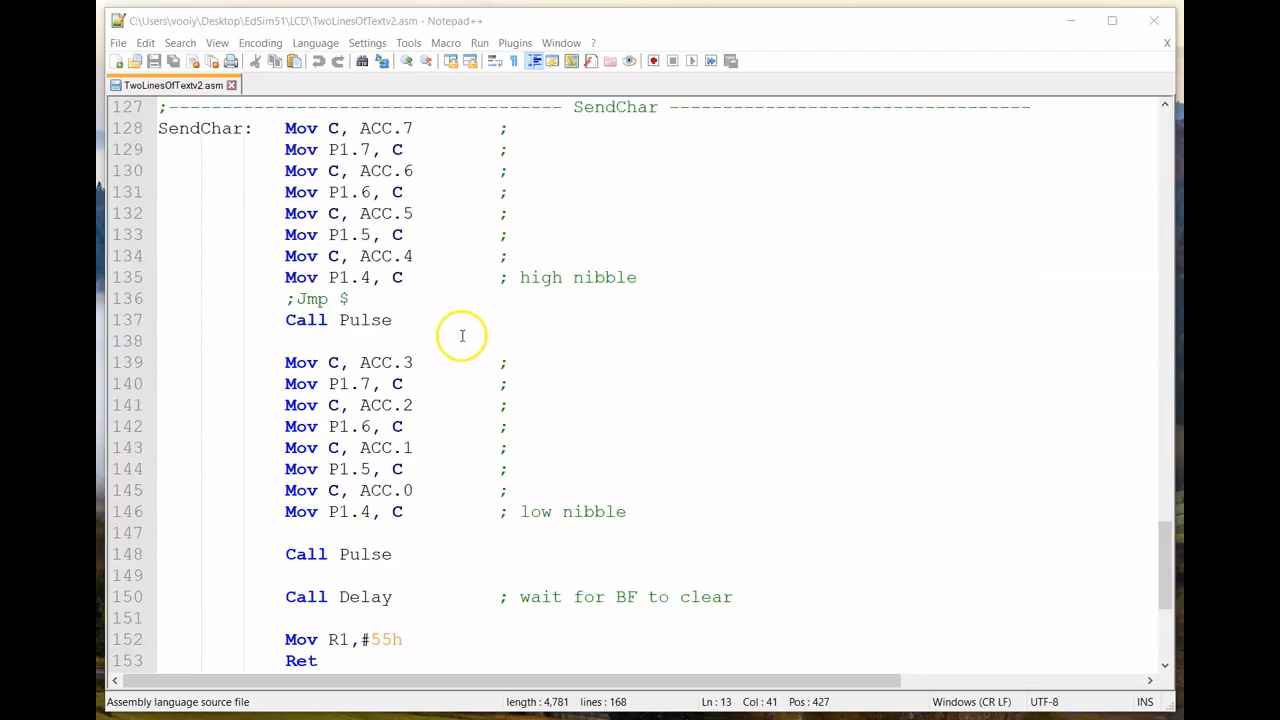 C:\Users\vooiy\Desktop\EdSim51\LCD\TwoLinesOfTextv2.asm - Notepad++
File Edit Search View Encoding Language Settings Tools Macro Run Plugins Window ? X
TwoLinesOfTextv2.asm
127 ;------------------------------------- SendChar ----------------------------------
128 SendChar: Mov C, ACC.7 ;
129 Mov P1.7, C ;
130 Mov C, ACC.6 ;
131 Mov P1.6, C ;
132 Mov C, ACC.5 ;
133 Mov P1.5, C ;
134 Mov C, ACC.4 ;
135 Mov P1.4, C ; high nibble
136 ;Jmp $
137 Call Pulse
138
139 Mov C, ACC.3 ;
140 Mov P1.7, C ;
141 Mov C, ACC.2 ;
142 Mov P1.6, C ;
143 Mov C, ACC.1 ;
144 Mov P1.5, C ;
145 Mov C, ACC.0 ;
146 Mov P1.4, C ; low nibble
147
148 Call Pulse
149
150 Call Delay ; wait for BF to clear
151
152 Mov R1,#55h
153 Ret
Assembly language source file length : 4,781 lines : 168 Ln : 13 Col : 41 Pos : 427 Windows (CR LF) UTF-8 INS